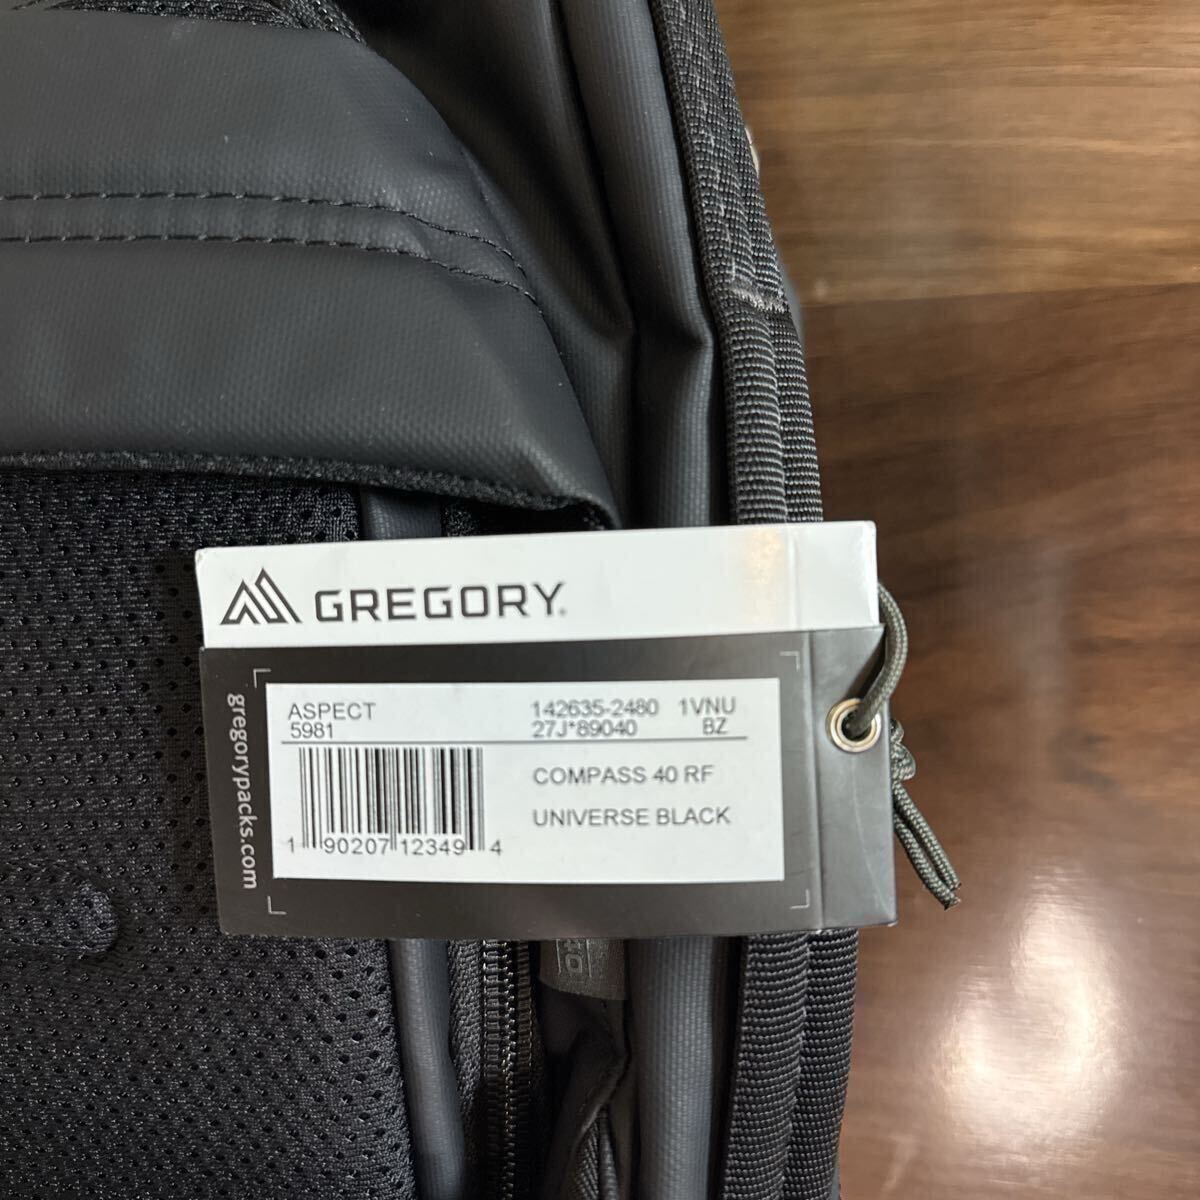 GREGORY.
gregorypacks.com
ASPECT 142635-2480 1VNU
5981 27J*89040 BZ
COMPASS 40 RF
UNIVERSE BLACK
1 90207 12349 4